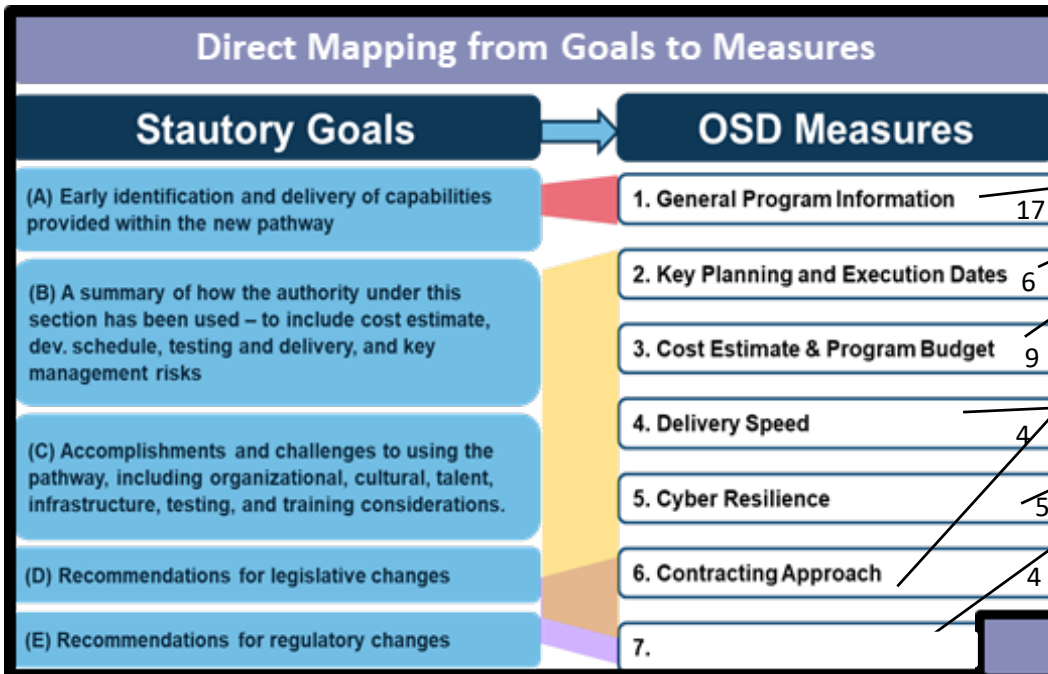 Direct Mapping from Goals to Measures
Stautory Goals
OSD Measures
(A) Early identification and delivery of capabilities
provided within the new pathway
(B) A summary of how the authority under this
section has been used – to include cost estimate,
dev. schedule, testing and delivery, and key
management risks
(C) Accomplishments and challenges to using the
pathway, including organizational, cultural, talent,
infrastructure, testing, and training considerations.
(D) Recommendations for legislative changes
(E) Recommendations for regulatory changes
1. General Program Information
17
2. Key Planning and Execution Dates
6
3. Cost Estimate & Program Budget
9
4. Delivery Speed
4
5. Cyber Resilience
5
6. Contracting Approach
4
7.